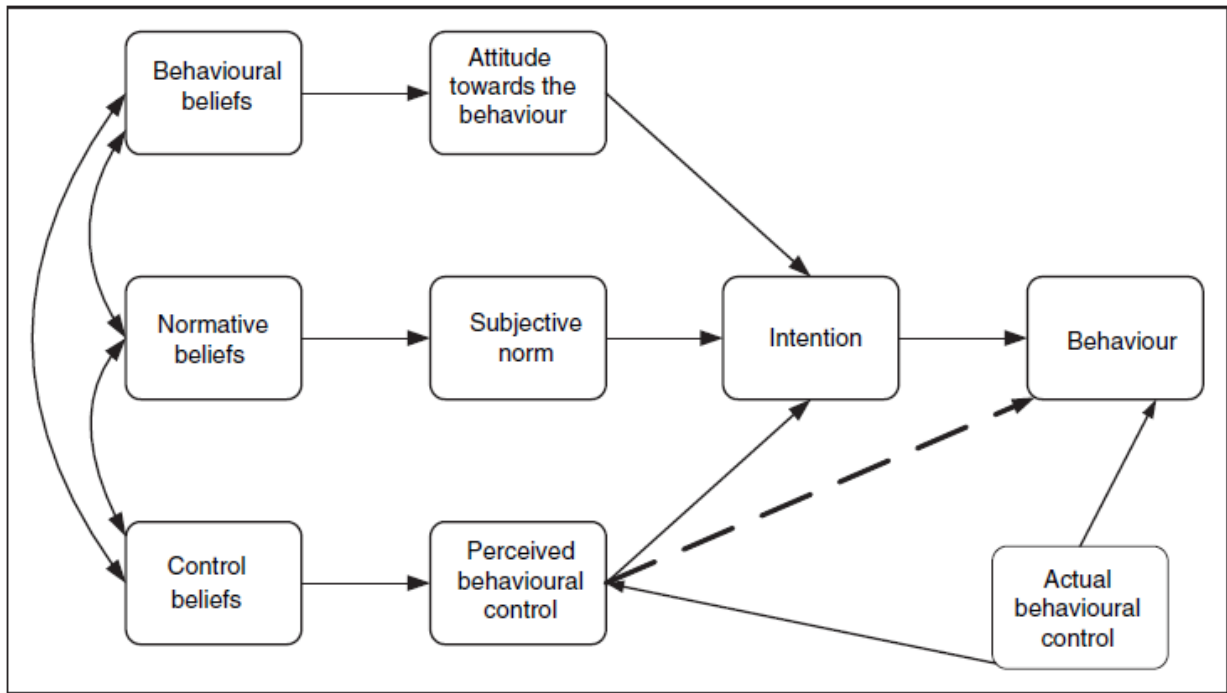 Behavioural
beliefs
Attitude
towards the
behaviour
Normative
beliefs
Subjective
norm
Intention
Behaviour
Control
beliefs
Perceived
behavioural
control
Actual
behavioural
control